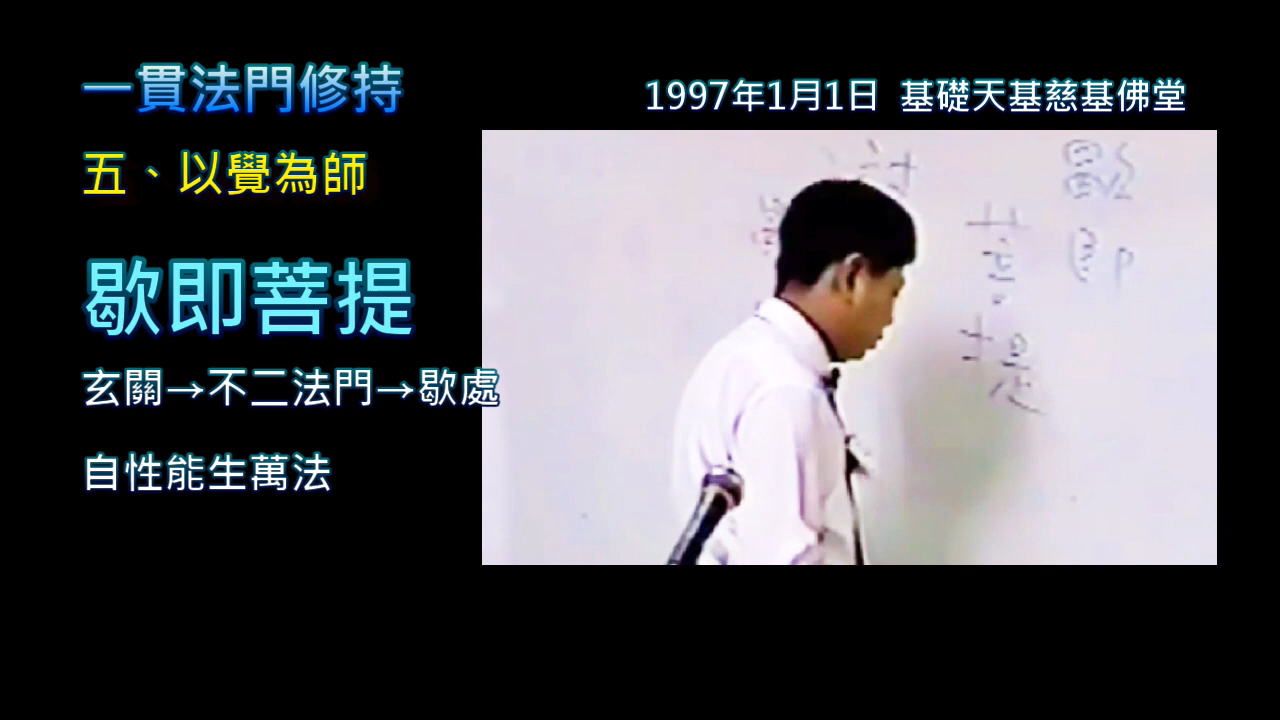 一貫法門修持
1997年1月1日 基礎天基慈基佛堂
五、以覺為師
歇即菩提
玄關→不二法門→歇處
自性能生萬法
歇即
菩提
討